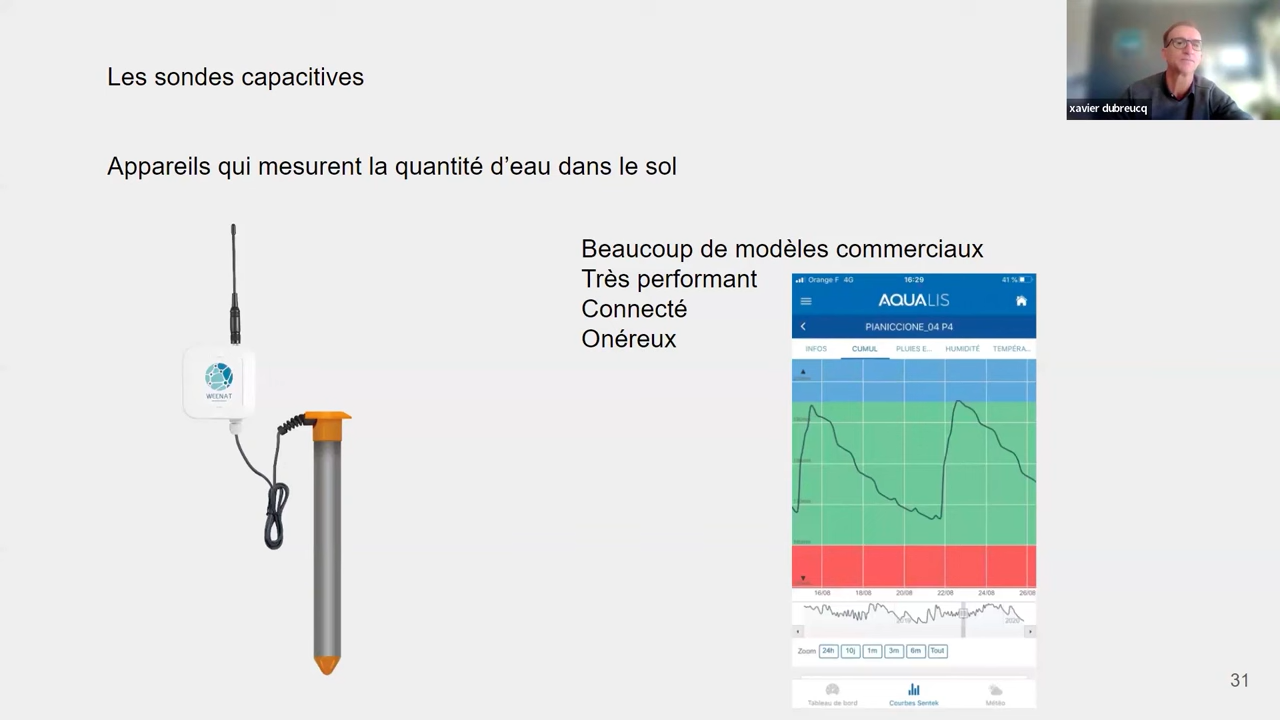 Les sondes capacitives
xavier dubreucq
Appareils qui mesurent la quantité d’eau dans le sol
Beaucoup de modèles commerciaux
Très performant
Connecté
Onéreux
WEENAT
Orange F 4G 16:29 41 %
AQUALIS
PIANICCIONE_04 P4
INFOS CUMUL PLUIES E... HUMIDITÉ TEMPÉRA...
16/08 18/08 20/08 22/08 24/08 26/08
2019 2020
Zoom 24h 10j 1m 3m 6m Tout
Tableau de bord Courbes Sentek Météo
31